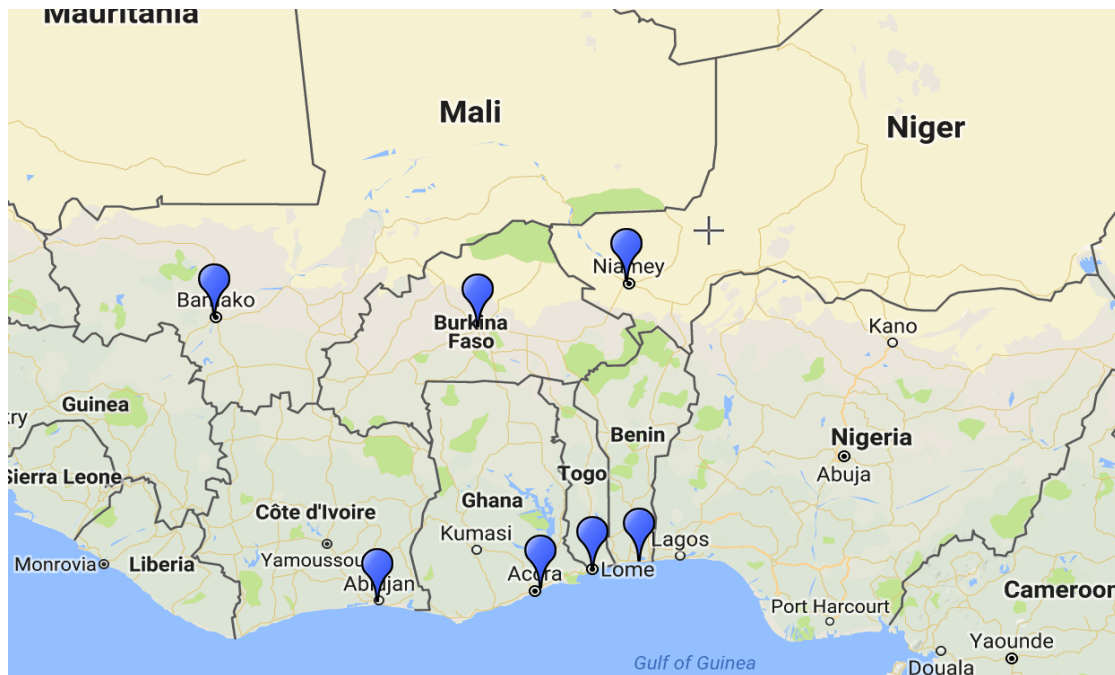 Mauritania
Mali
Niger
Niamey
Bamako
Burkina
Faso
Kano
Guinea
Benin
Nigeria
Abuja
Sierra Leone
Togo
Ghana
Côte d'Ivoire
Kumasi
Lagos
Yamoussou
Monrovia
Liberia
Abidjan
Accra
Lome
Cameroon
Port Harcourt
Yaounde
Gulf of Guinea
Douala